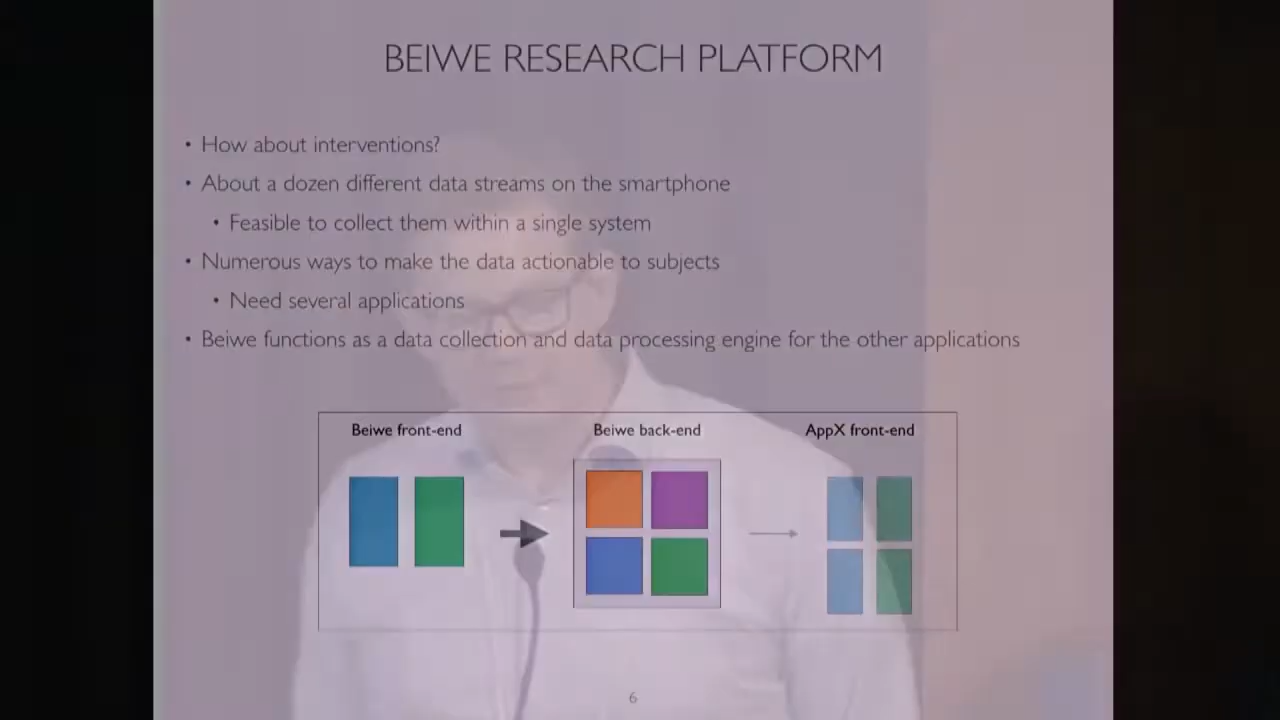 BEIWE RESEARCH PLATFORM
• How about interventions?
• About a dozen different data streams on the smartphone
• Feasible to collect them within a single system
• Numerous ways to make the data actionable to subjects
• Need several applications
• Beiwe functions as a data collection and data processing engine for the other applications
Beiwe front-end Beiwe back-end AppX front-end
6